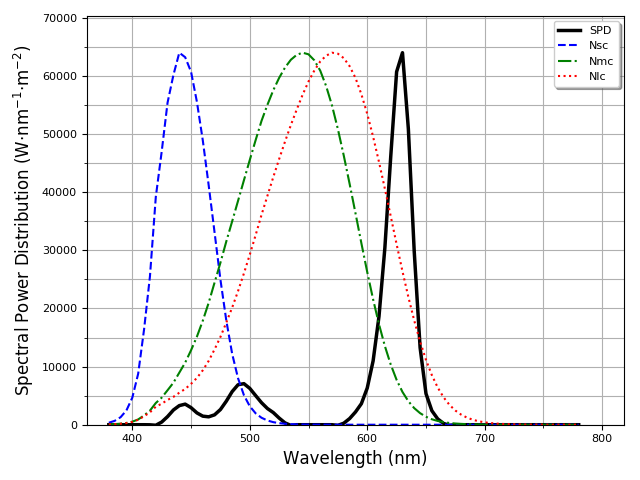 70000
60000
50000
40000
30000
20000
10000
0
400
500
600
700
800
Wavelength (nm)
Spectral Power Distribution (W·nm⁻¹·m⁻²)
SPD
Nsc
Nmc
Nlc